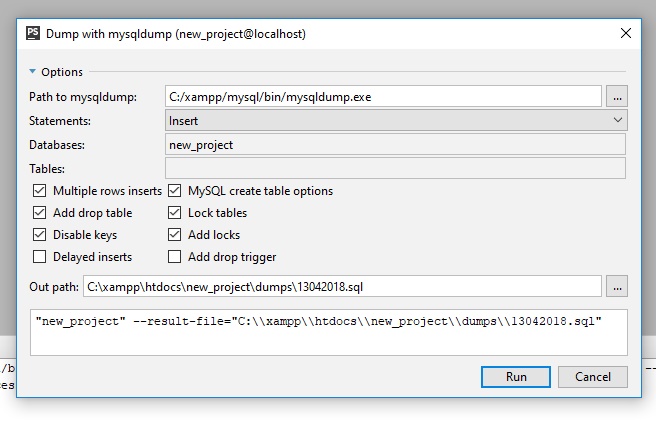 PS Dump with mysqldump (new_project@localhost)
Options
Path to mysqldump: C:/xampp/mysql/bin/mysqldump.exe ...
Statements: Insert
Databases: new_project
Tables:
Multiple rows inserts MySQL create table options
Add drop table Lock tables
Disable keys Add locks
Delayed inserts Add drop trigger
Out path: C:\xampp\htdocs\new_project\dumps\13042018.sql ...
"new_project" --result-file="C:\\xampp\\htdocs\\new_project\\dumps\\13042018.sql"
Run Cancel